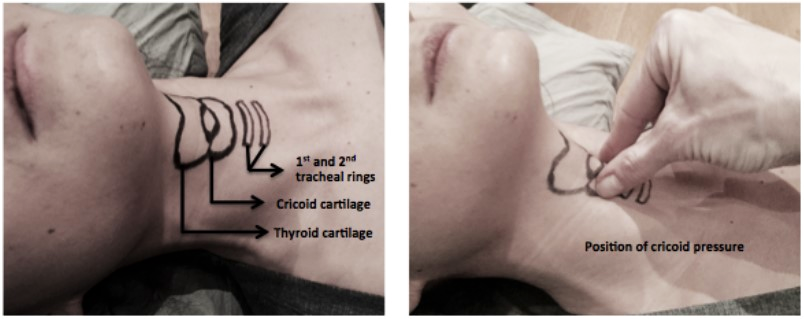 1st and 2nd
tracheal rings
Cricoid cartilage
Thyroid cartilage
Position of cricoid pressure